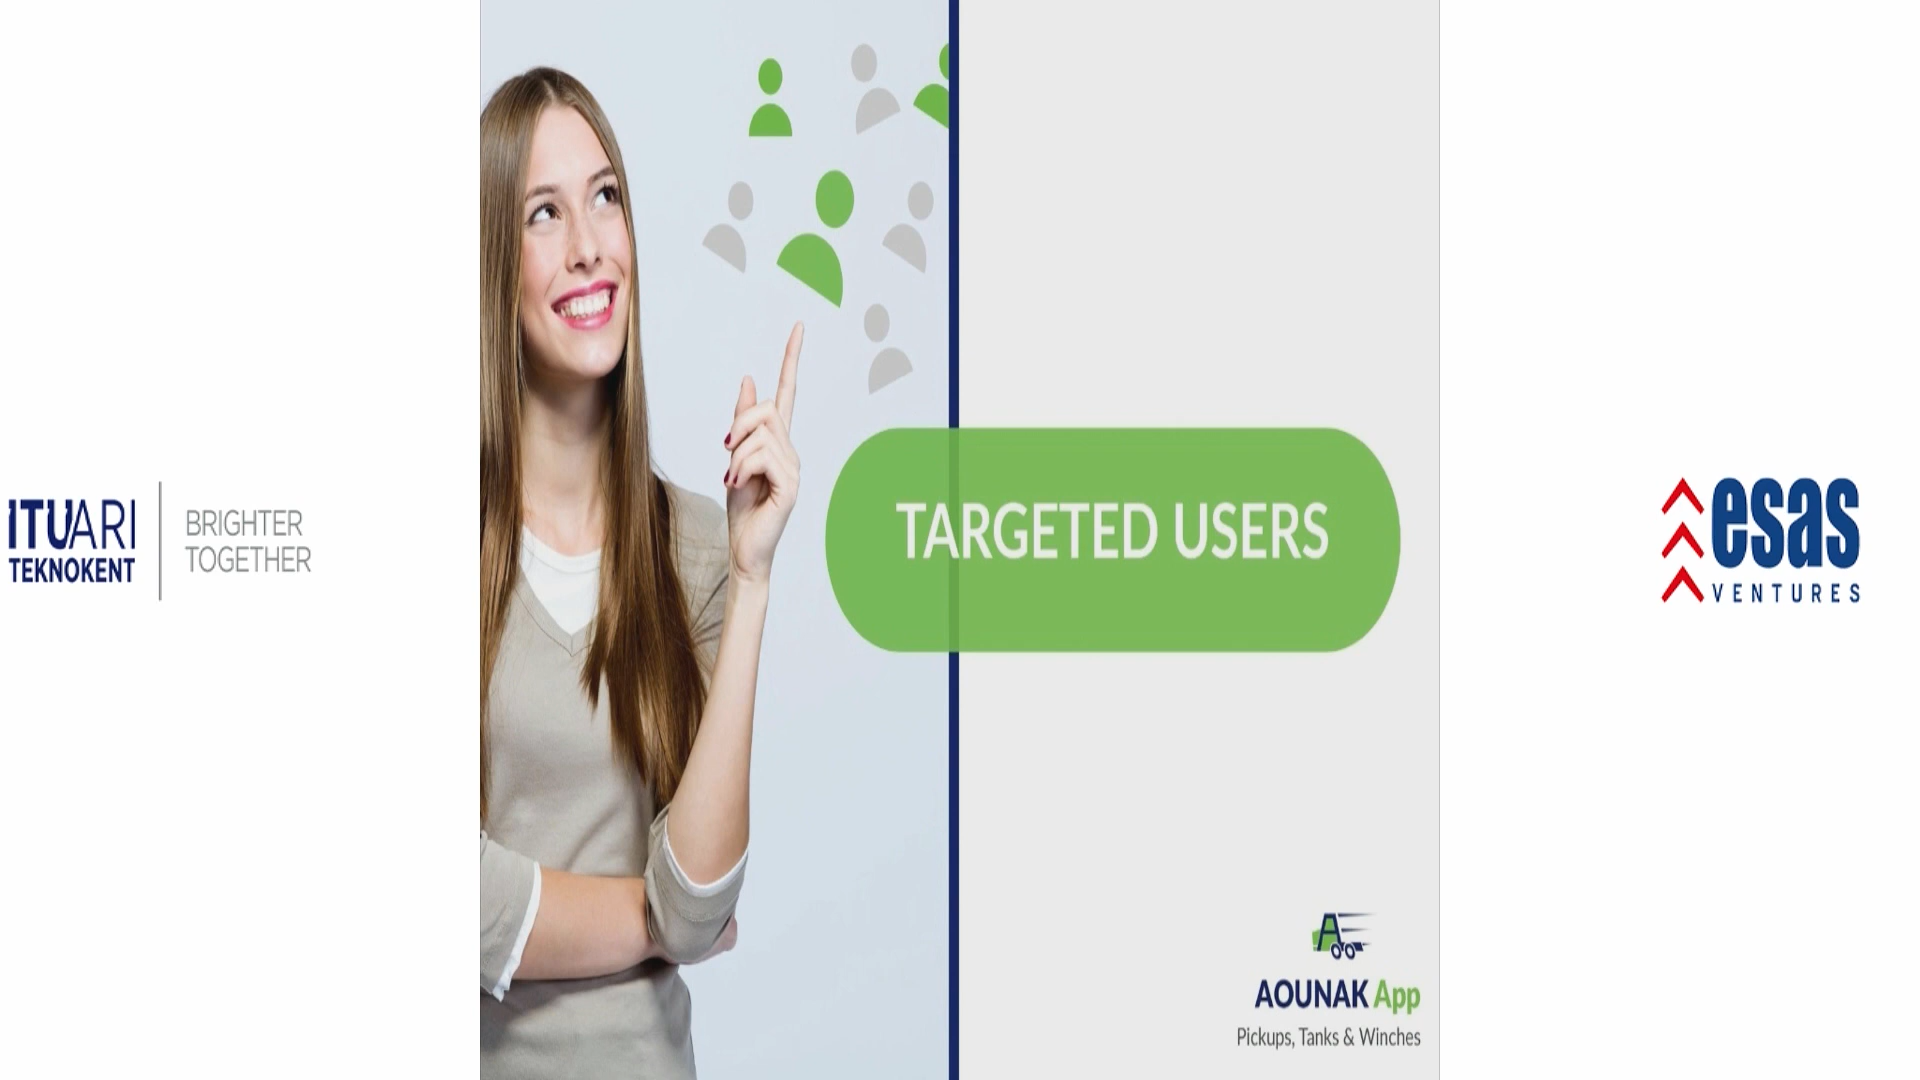 ITUARI
TEKNOKENT
BRIGHTER
TOGETHER
TARGETED USERS
AOUNAK App
Pickups, Tanks & Winches
esas
VENTURES